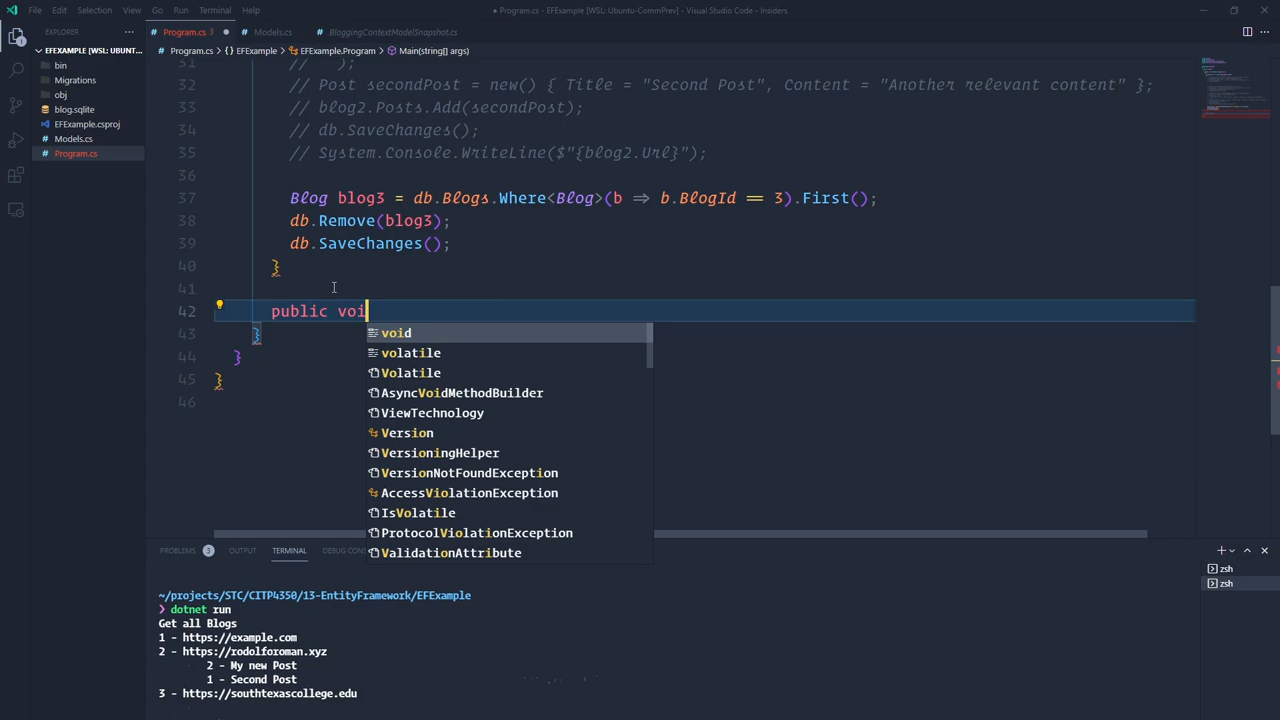 File Edit Selection View Go Run Terminal Help
● Program.cs - EFExample [WSL: Ubuntu-CommPrev] - Visual Studio Code - Insiders
EXPLORER
Program.cs 3
Models.cs
BloggingContextModelSnapshot.cs
EFEXAMPLE [WSL: UBUNT...
Program.cs > {} EFExample > EFExample.Program > Main(string[] args)
bin
Migrations
obj
blog.sqlite
EFExample.csproj
Models.cs
Program.cs
31 // );
32 // Post secondPost = new() { Title = "Second Post", Content = "Another relevant content" };
33 // blog2.Posts.Add(secondPost);
34 // db.SaveChanges();
35 // System.Console.WriteLine($"{blog2.Url}");
36
37 Blog blog3 = db.Blogs.Where<Blog>(b => b.BlogId == 3).First();
38 db.Remove(blog3);
39 db.SaveChanges();
40 }
41
42 public voi
43 }
44 }
45 }
46
void
volatile
Volatile
AsyncVoidMethodBuilder
ViewTechnology
Version
VersioningHelper
VersionNotFoundException
AccessViolationException
IsVolatile
ProtocolViolationException
ValidationAttribute
PROBLEMS 3 OUTPUT TERMINAL DEBUG CON
zsh
zsh
~/projects/STC/CITP4350/13-EntityFramework/EFExample
❯ dotnet run
Get all Blogs
1 - https://example.com
2 - https://rodolforoman.xyz
2 - My new Post
1 - Second Post
3 - https://southtexascollege.edu